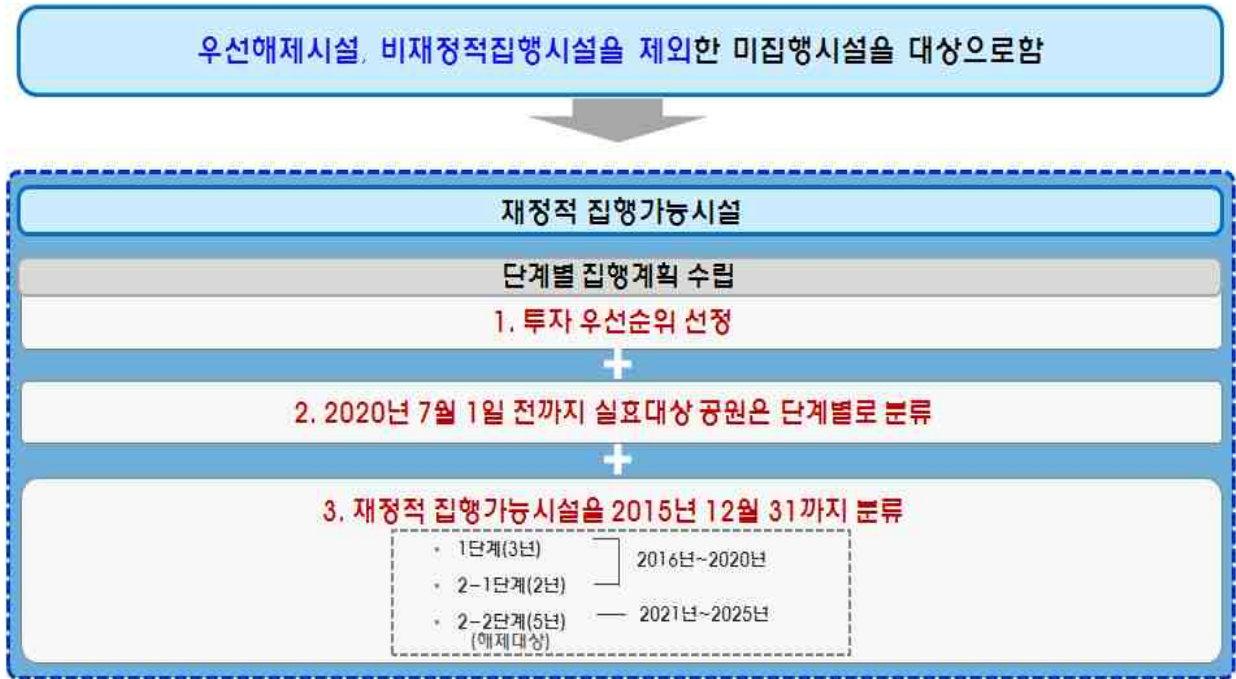 우선해제시설, 비재정적집행시설을 제외한 미집행시설을 대상으로함
재정적 집행가능시설
단계별 집행계획 수립
1. 투자 우선순위 선정
+
2. 2020년 7월 1일 전까지 실효대상 공원은 단계별로 분류
+
3. 재정적 집행가능시설을 2015년 12월 31까지 분류
• 1단계(3년)
2016년~2020년
• 2-1단계(2년)
• 2-2단계(5년)
2021년~2025년
(해제대상)